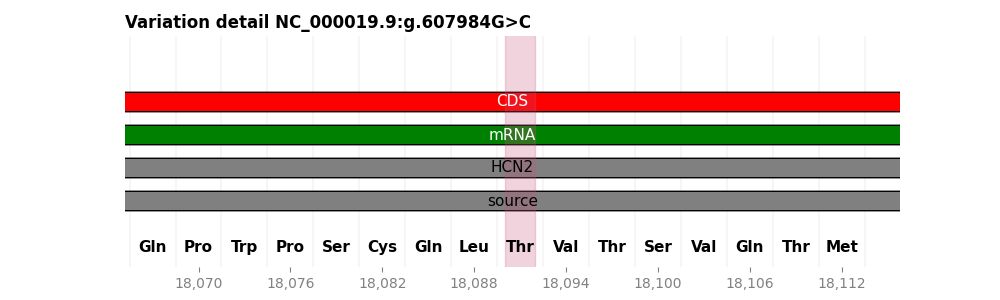 Variation detail NC_000019.9:g.607984G>C
CDS
mRNA
HCN2
source
Gln Pro Trp Pro Ser Cys Gln Leu Thr Val Thr Ser Val Gln Thr Met
18,070 18,076 18,082 18,088 18,094 18,100 18,106 18,112